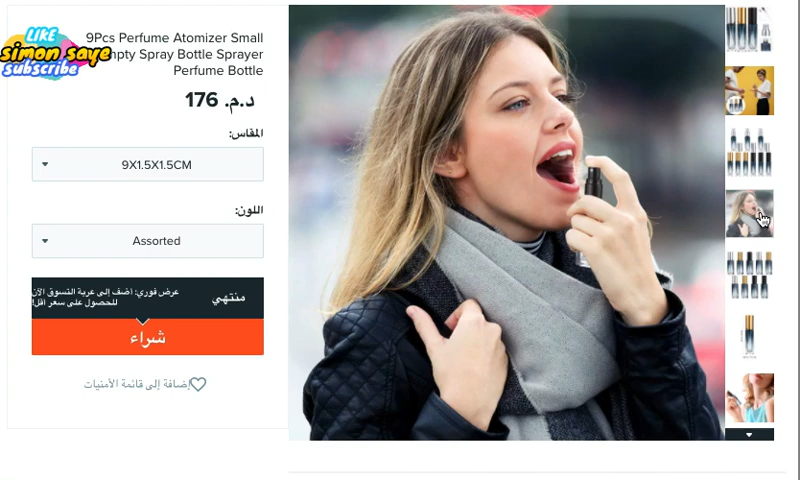 LIKE
simon saye
subscribe
9Pcs Perfume Atomizer Small
mpty Spray Bottle Sprayer
Perfume Bottle
د.م. 176
المقاس:
9X1.5X1.5CM
اللون:
Assorted
عرض فوري: اضف إلى عربة التسوق الآن
للحصول على سعر اقل!
منتهي
شراء
إضافة إلى قائمة الأمنيات